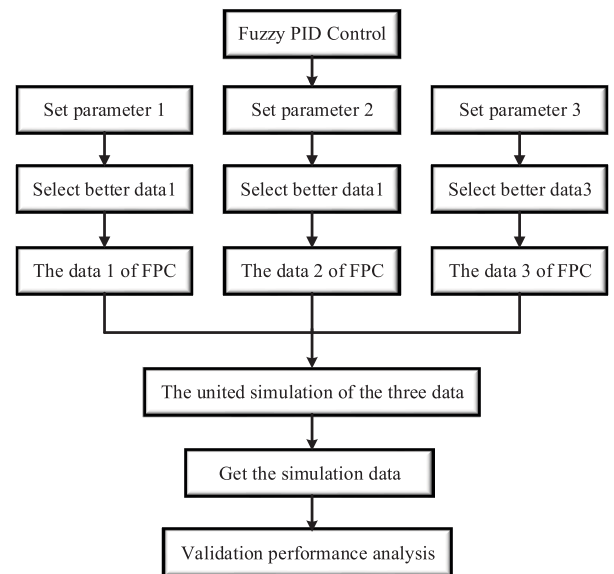 Fuzzy PID Control
Set parameter 1
Set parameter 2
Set parameter 3
Select better data1
Select better data1
Select better data3
The data 1 of FPC
The data 2 of FPC
The data 3 of FPC
The united simulation of the three data
Get the simulation data
Validation performance analysis